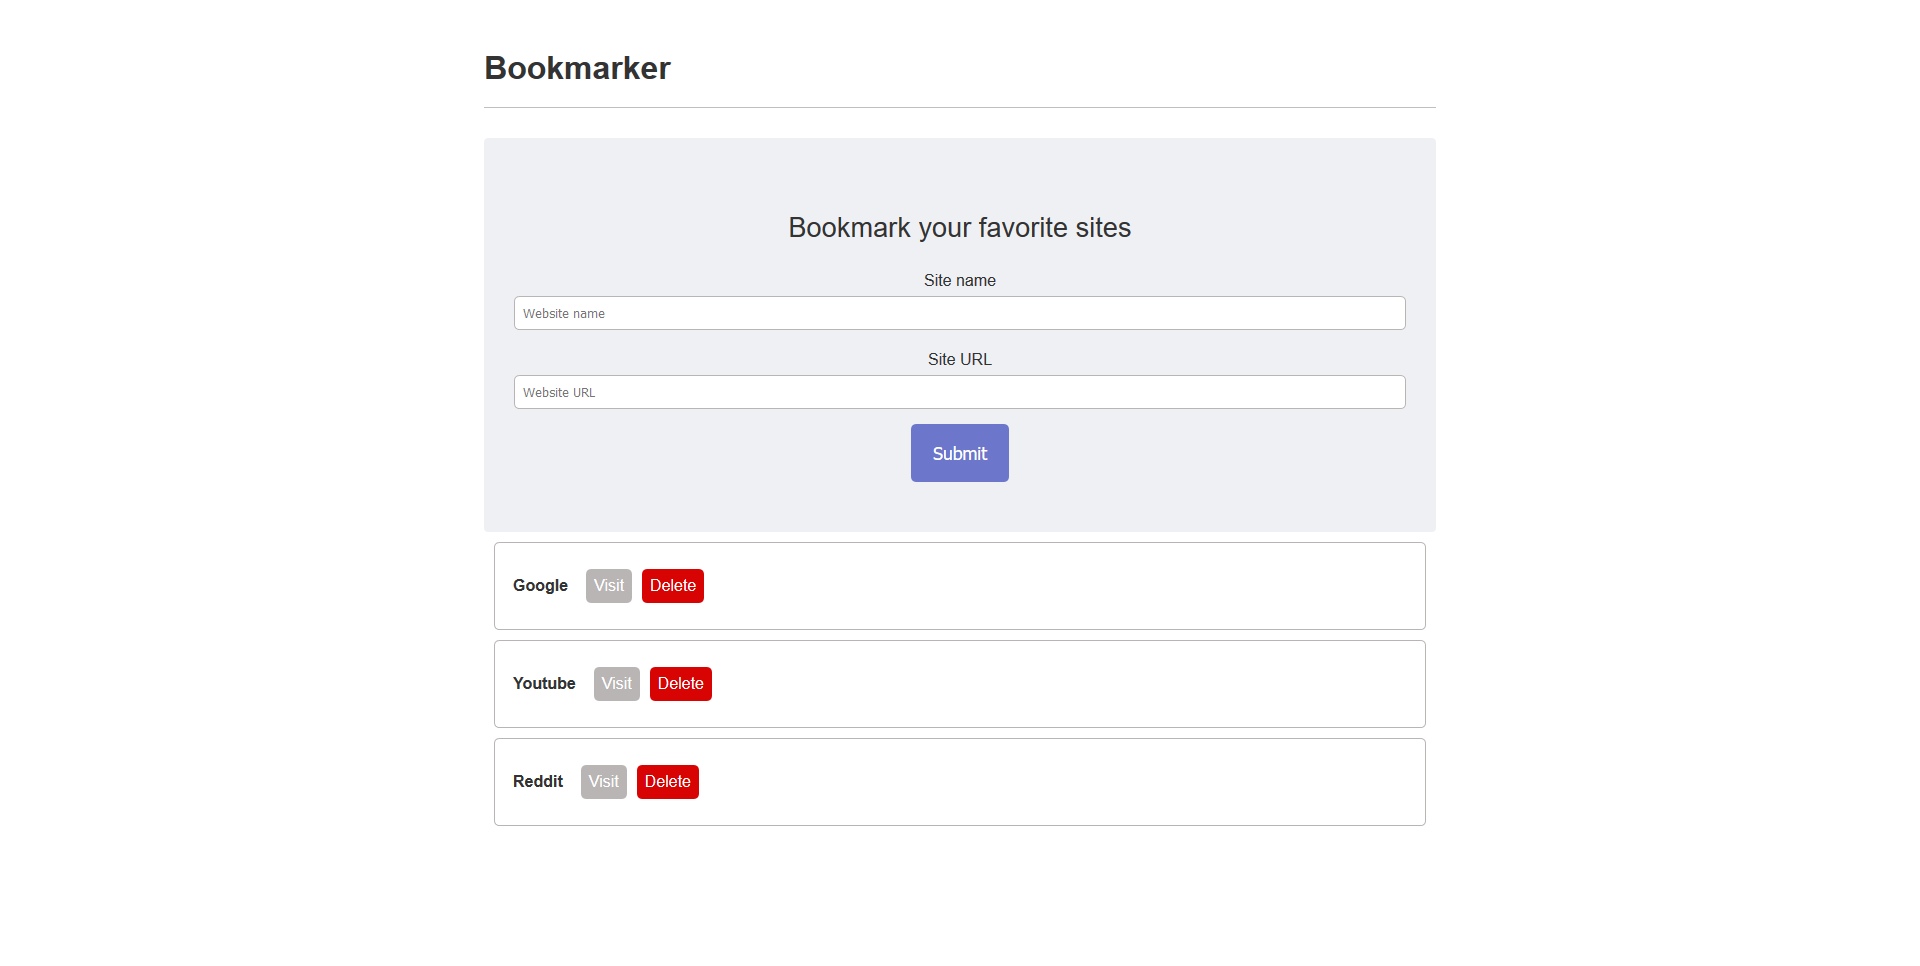 Bookmarker
Bookmark your favorite sites
Site name
Website name
Site URL
Website URL
Submit
Google Visit Delete
Youtube Visit Delete
Reddit Visit Delete